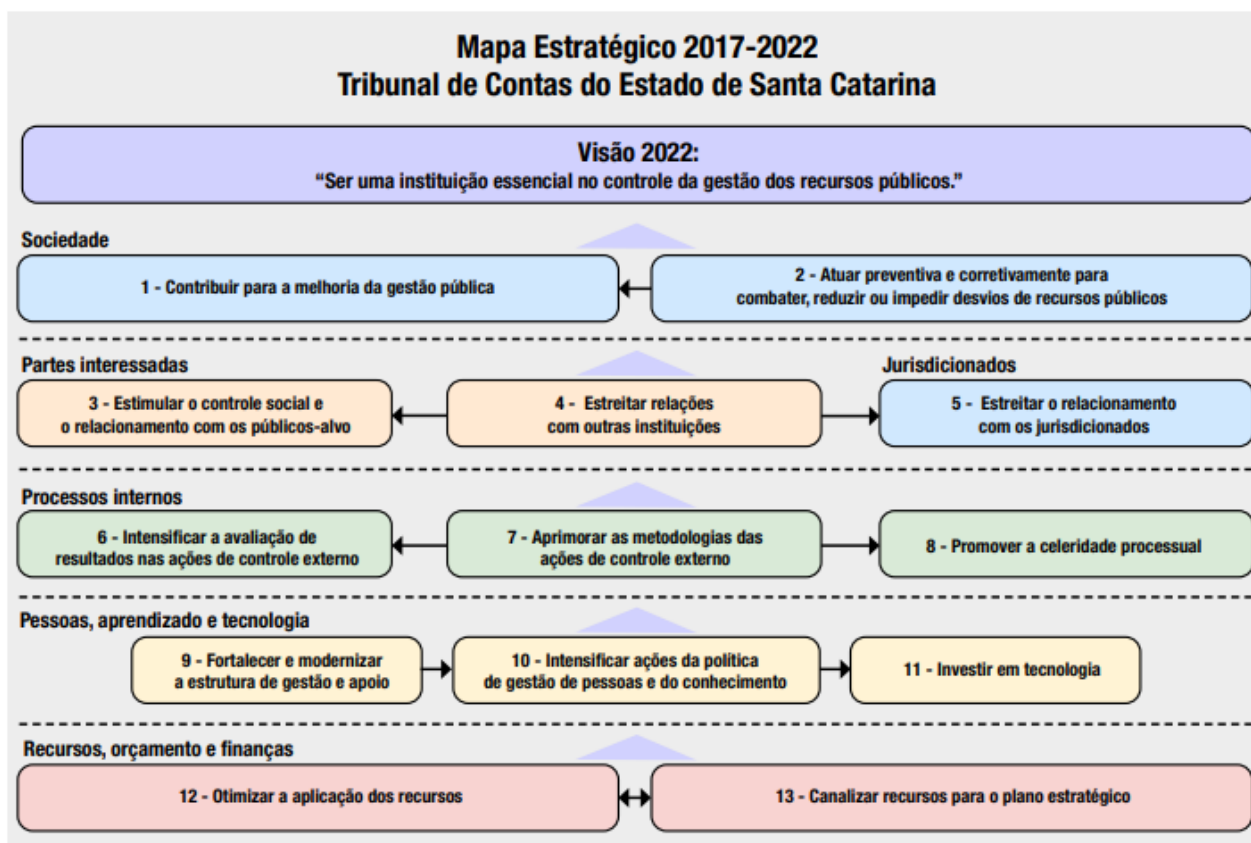 Mapa Estratégico 2017-2022
Tribunal de Contas do Estado de Santa Catarina
Visão 2022:
“Ser uma instituição essencial no controle da gestão dos recursos públicos.”
Sociedade
1 - Contribuir para a melhoria da gestão pública
2 - Atuar preventiva e corretivamente para
combater, reduzir ou impedir desvios de recursos públicos
Partes interessadas
3 - Estimular o controle social e
o relacionamento com os públicos-alvo
4 - Estreitar relações
com outras instituições
Jurisdicionados
5 - Estreitar o relacionamento
com os jurisdicionados
Processos internos
6 - Intensificar a avaliação de
resultados nas ações de controle externo
7 - Aprimorar as metodologias das
ações de controle externo
8 - Promover a celeridade processual
Pessoas, aprendizado e tecnologia
9 - Fortalecer e modernizar
a estrutura de gestão e apoio
10 - Intensificar ações da política
de gestão de pessoas e do conhecimento
11 - Investir em tecnologia
Recursos, orçamento e finanças
12 - Otimizar a aplicação dos recursos
13 - Canalizar recursos para o plano estratégico